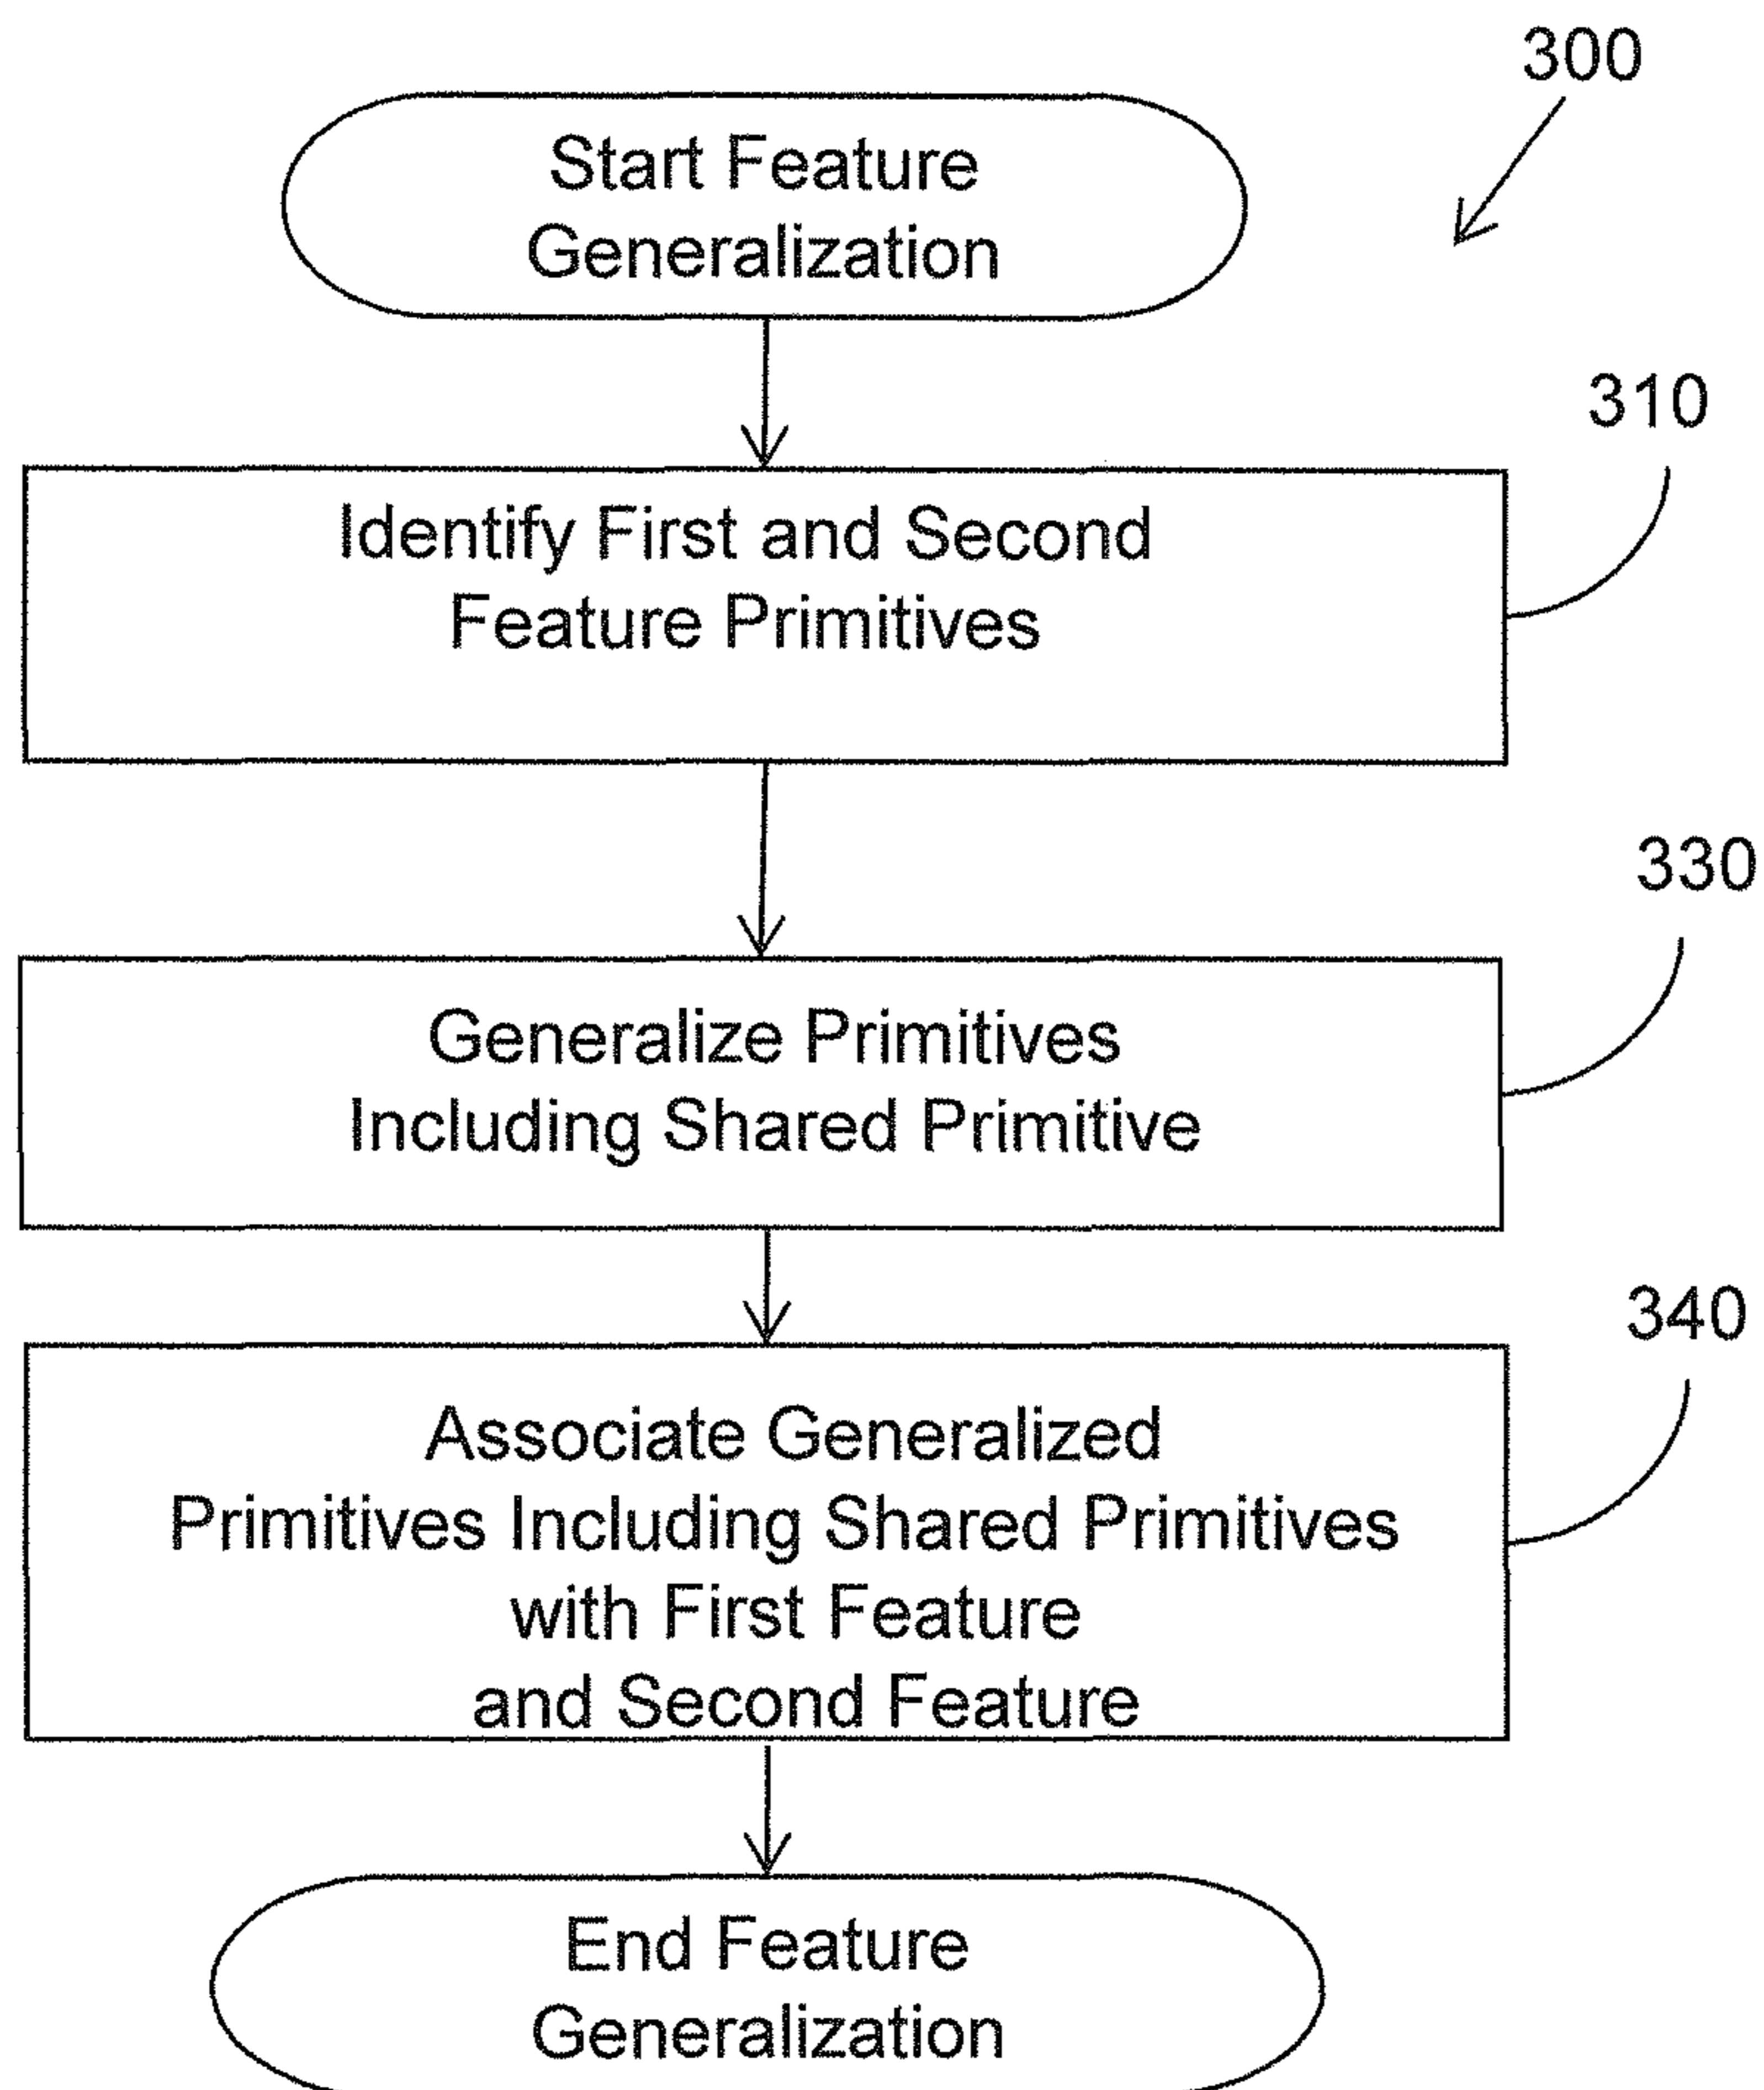 300
Start Feature
Generalization
310
Identify First and Second
Feature Primitives
330
Generalize Primitives
Including Shared Primitive
340
Associate Generalized
Primitives Including Shared Primitives
with First Feature
and Second Feature
End Feature
Generalization